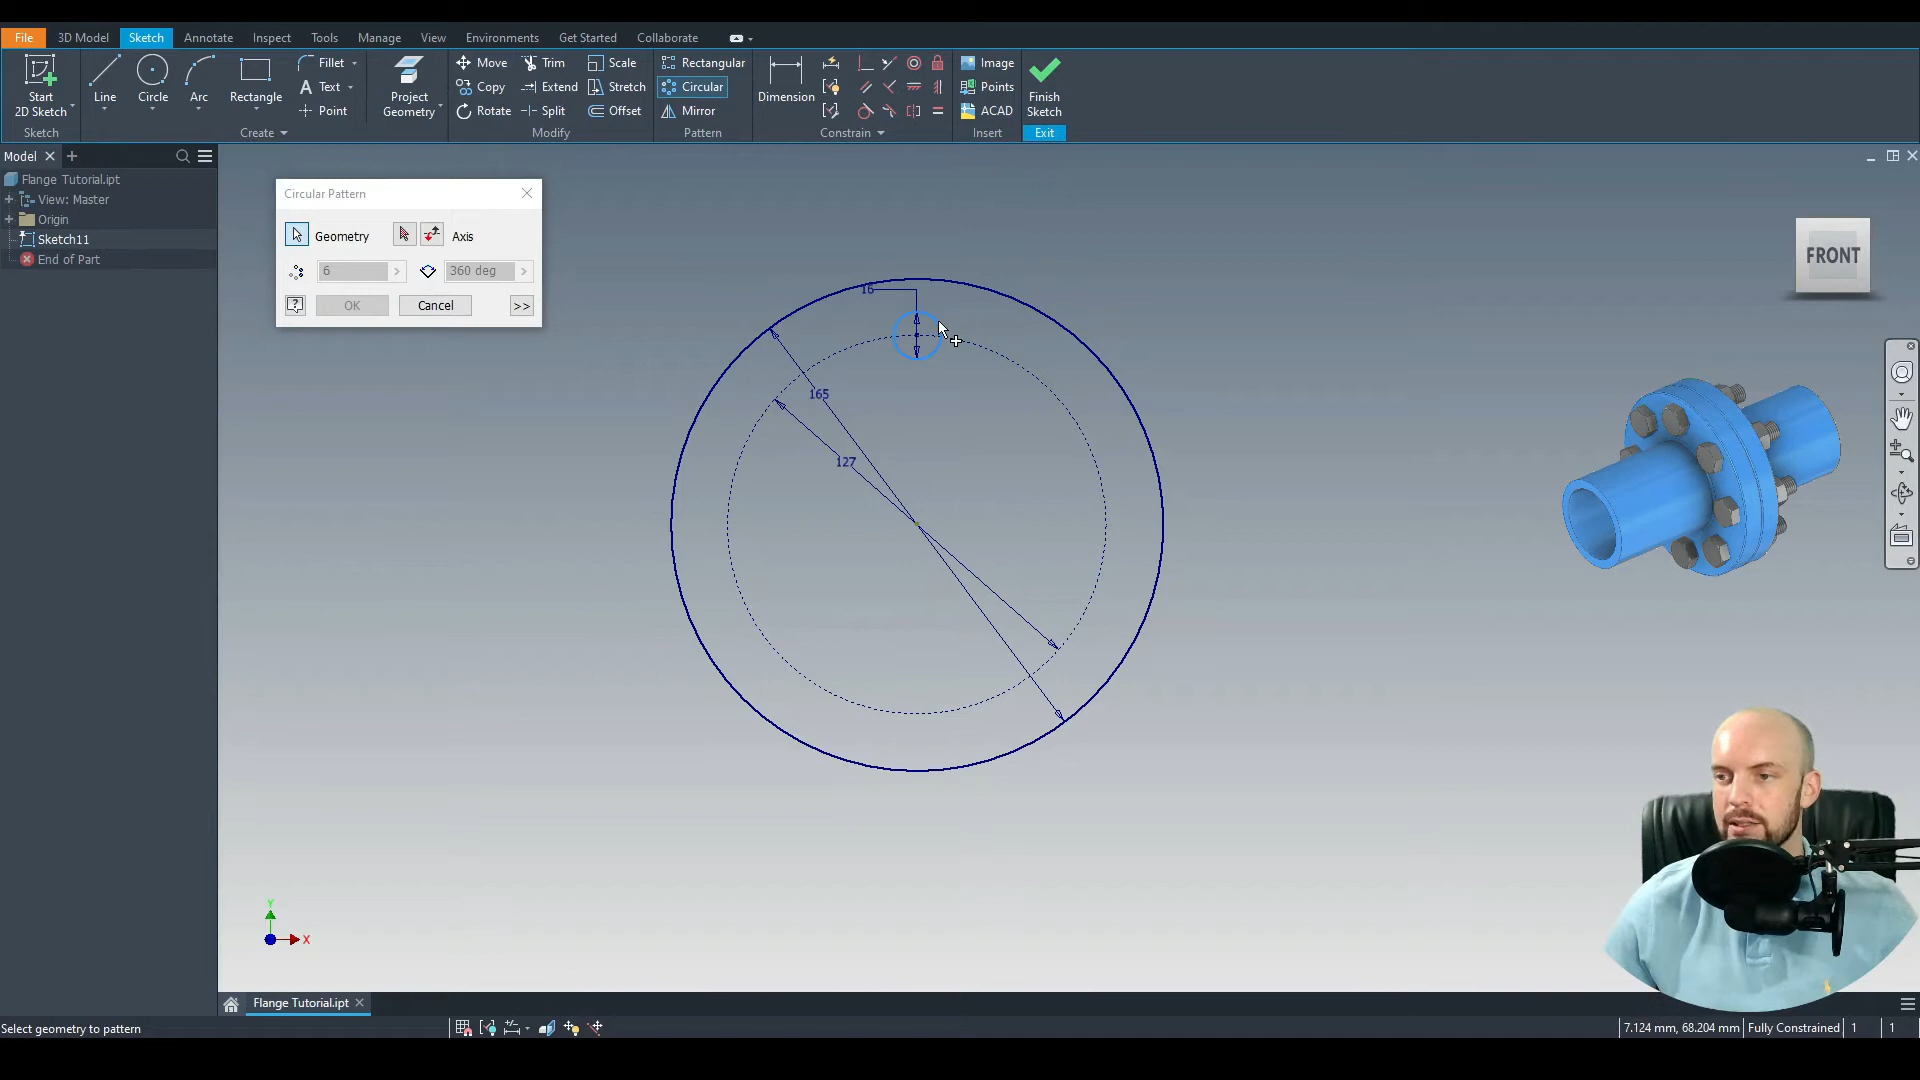 File 3D Model Sketch Annotate Inspect Tools Manage View Environments Get Started Collaborate
Start
2D Sketch
Sketch
Line
Circle
Arc
Rectangle
Fillet
Text
Point
Create
Project
Geometry
Move
Copy
Rotate
Trim
Extend
Split
Scale
Stretch
Offset
Modify
Rectangular
Circular
Mirror
Pattern
Dimension
Constrain
Image
Points
ACAD
Insert
Finish
Sketch
Exit
Model
Flange Tutorial.ipt
View: Master
Origin
Sketch11
End of Part
Circular Pattern
Geometry
Axis
6
360 deg
OK
Cancel
>>
16
165
127
FRONT
Y
X
Flange Tutorial.ipt
Select geometry to pattern
7.124 mm, 68.204 mm Fully Constrained 1 1